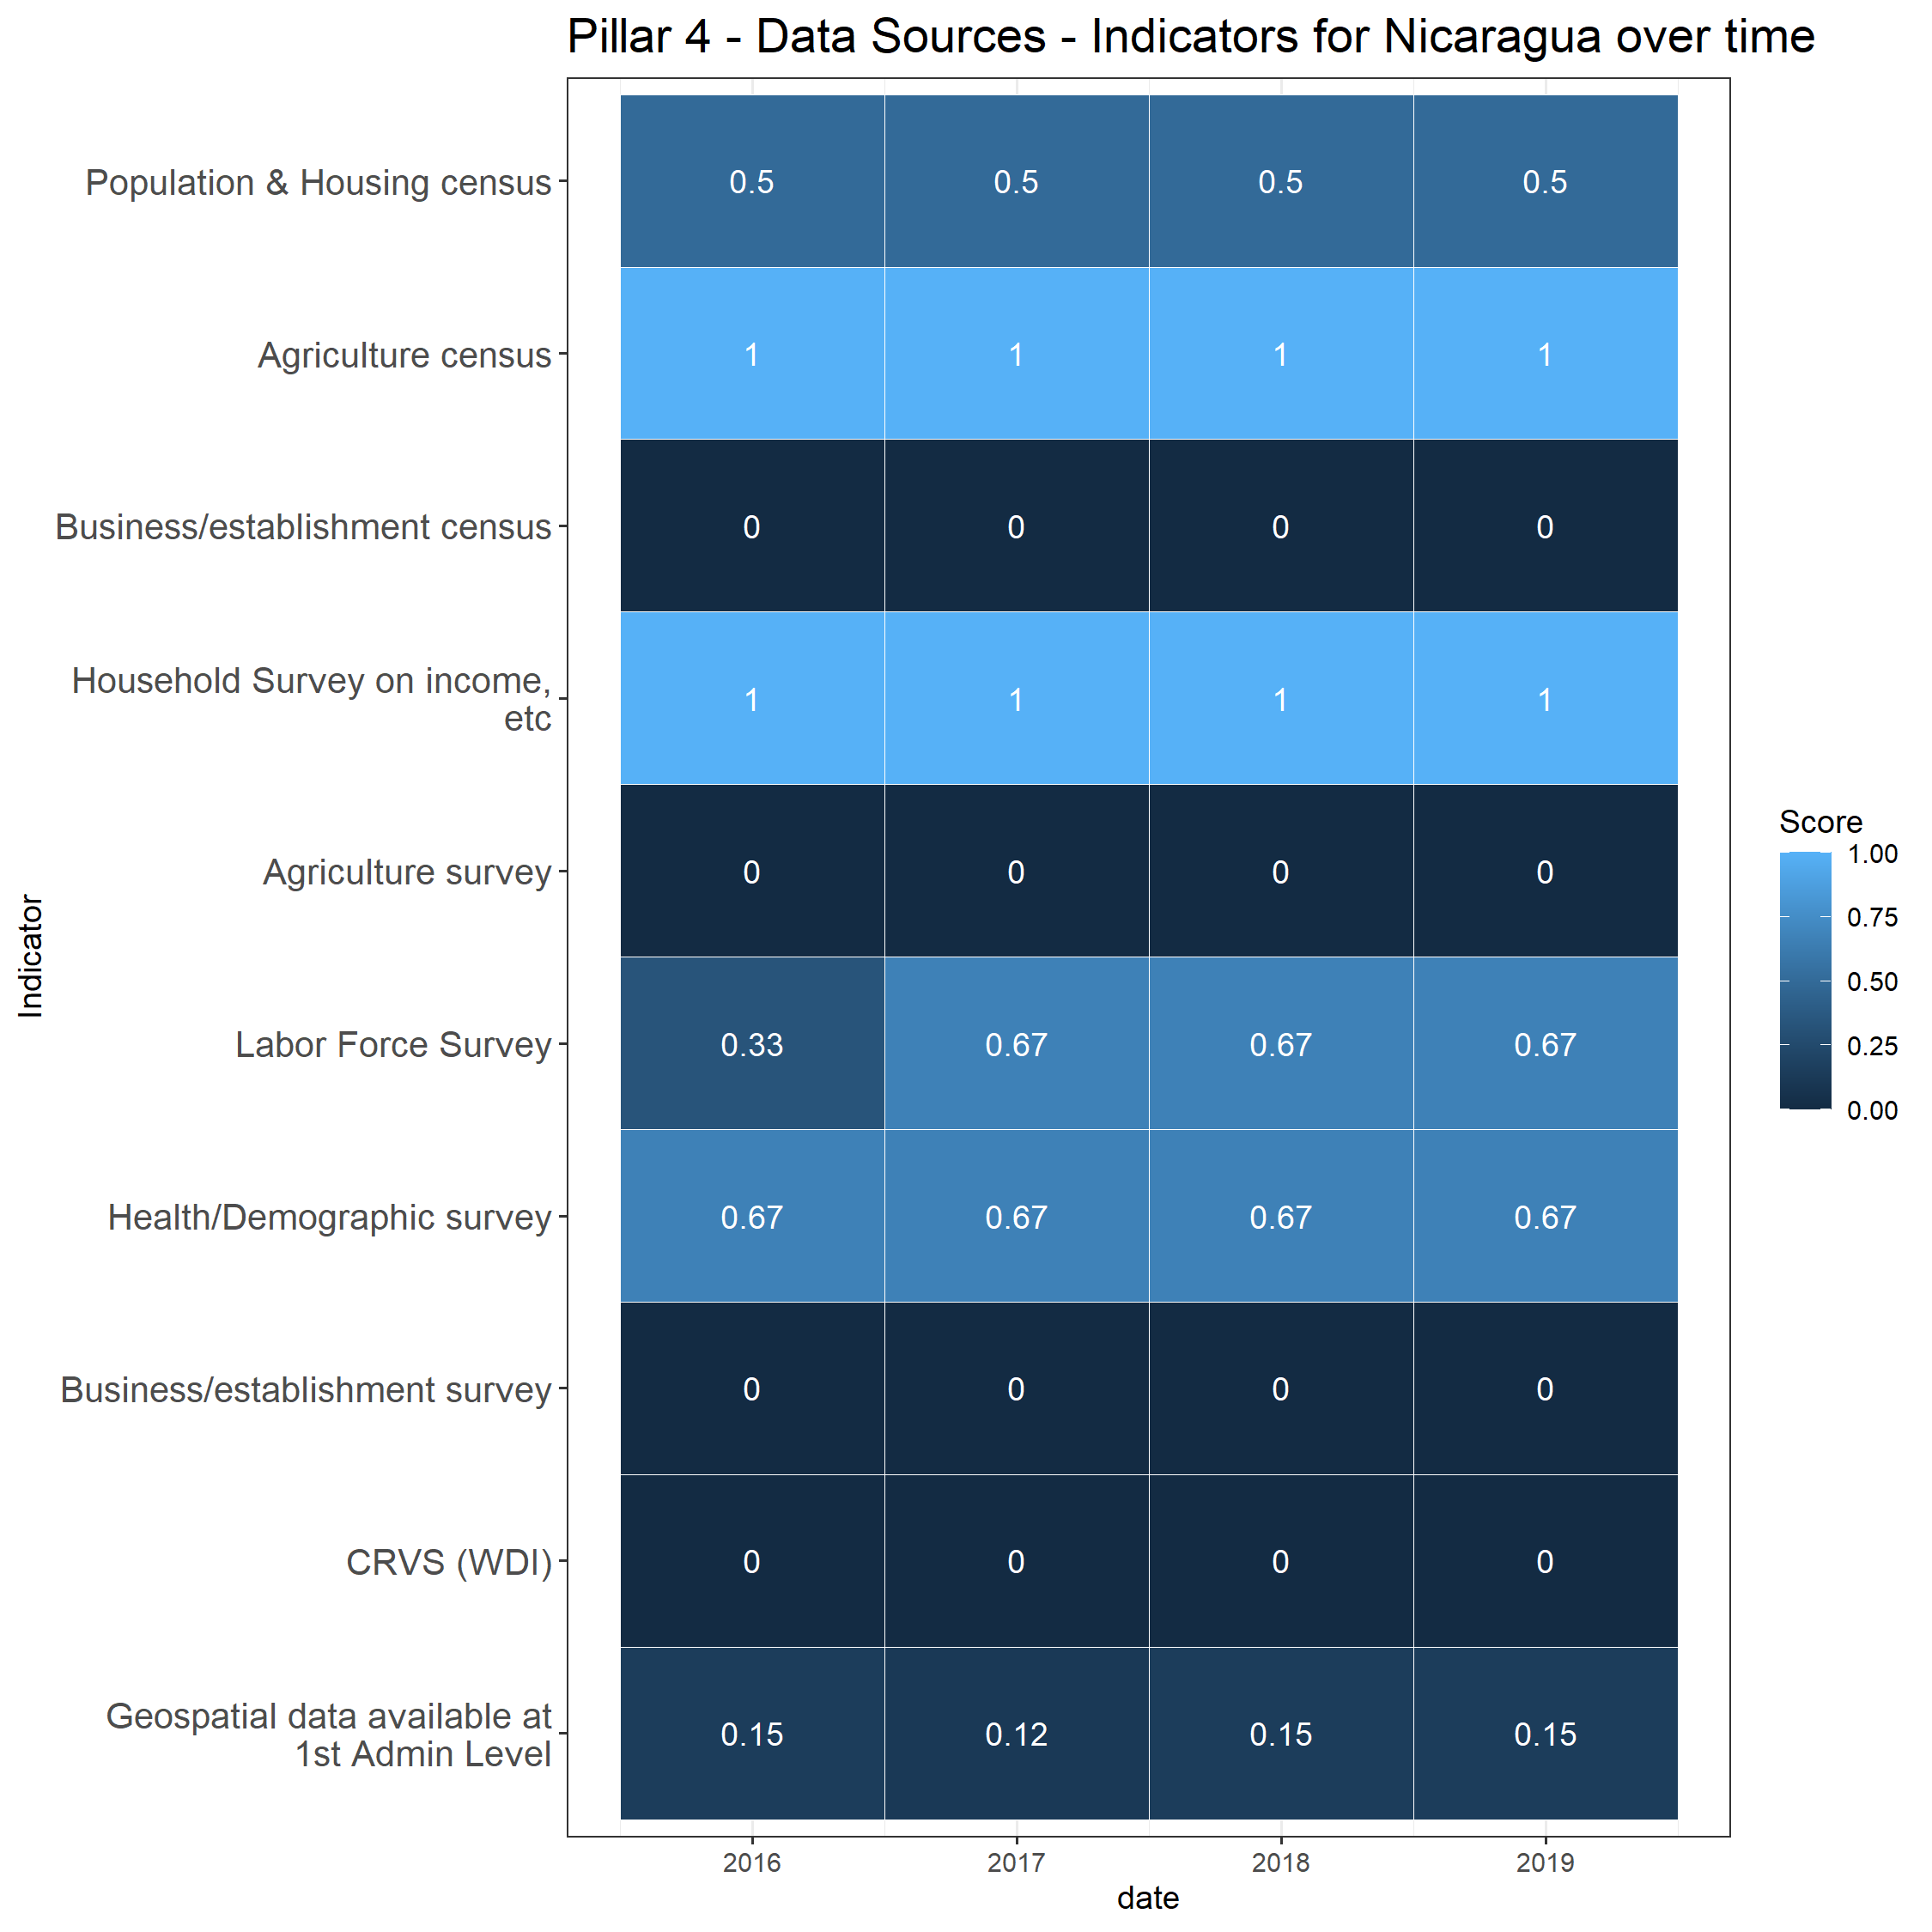 Pillar 4 - Data Sources - Indicators for Nicaragua over time
Indicator
Population & Housing census
0.5 0.5 0.5 0.5
Agriculture census
1 1 1 1
Business/establishment census
0 0 0 0
Household Survey on income,
etc
1 1 1 1
Agriculture survey
0 0 0 0
Labor Force Survey
0.33 0.67 0.67 0.67
Health/Demographic survey
0.67 0.67 0.67 0.67
Business/establishment survey
0 0 0 0
CRVS (WDI)
0 0 0 0
Geospatial data available at
1st Admin Level
0.15 0.12 0.15 0.15
2016 2017 2018 2019
date
Score
1.00
0.75
0.50
0.25
0.00